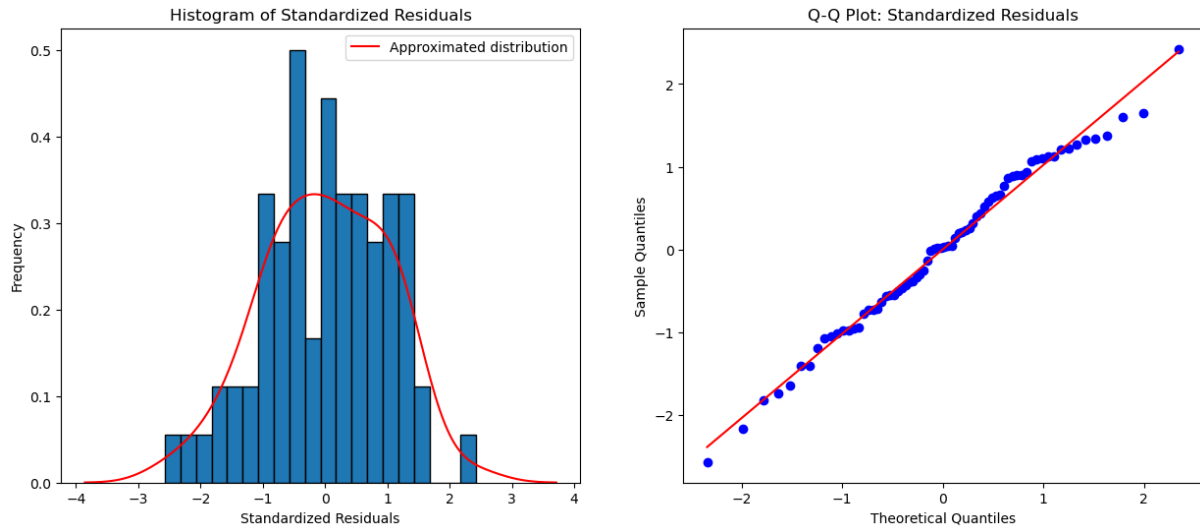 Histogram of Standardized Residuals
Approximated distribution
0.5
0.4
0.3
0.2
0.1
0.0
Frequency
−4 −3 −2 −1 0 1 2 3 4
Standardized Residuals
Q-Q Plot: Standardized Residuals
2
1
0
−1
−2
Sample Quantiles
−2 −1 0 1 2
Theoretical Quantiles